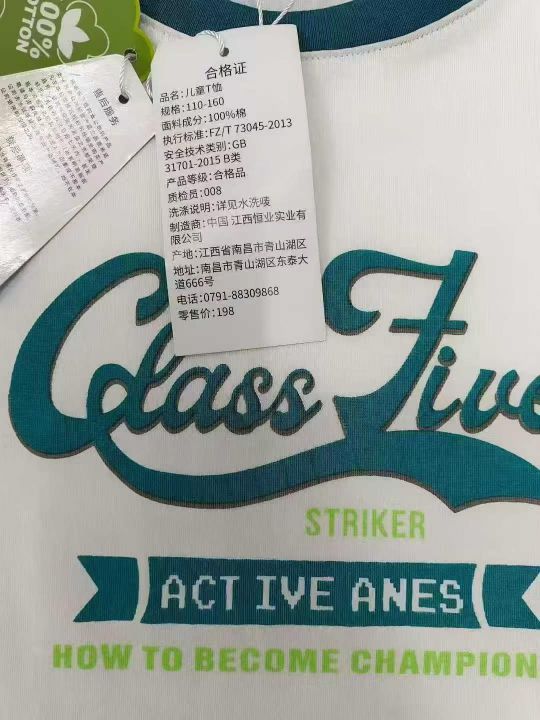 100%
COTTON
售后服务
合格证
品名:儿童T恤
规格:110-160
面料成分:100%棉
执行标准:FZ/T 73045-2013
安全技术类别:GB
31701-2015 B类
产品等级:合格品
质检员:008
洗涤说明:详见水洗唛
制造商:中国 江西恒业实业有
限公司
产地:江西省南昌市青山湖区
地址:南昌市青山湖区东泰大
道666号
电话:0791-88309868
零售价:198
Class Five
STRIKER
ACT IVE ANES
HOW TO BECOME CHAMPION